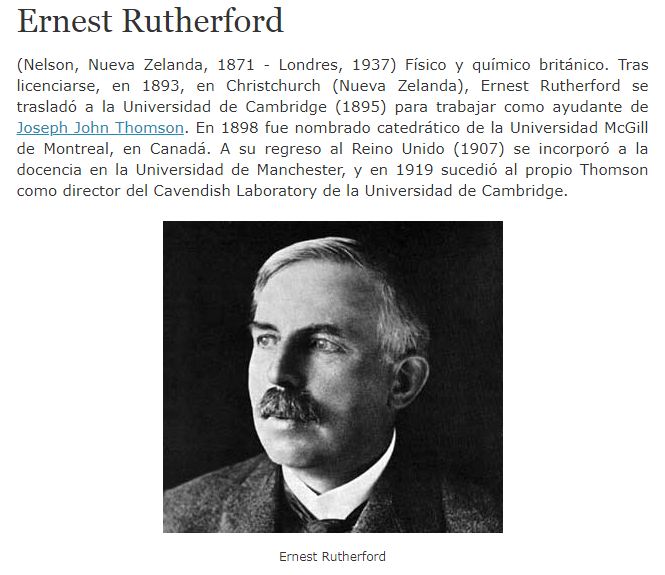 Ernest Rutherford
(Nelson, Nueva Zelanda, 1871 - Londres, 1937) Físico y químico británico. Tras
licenciarse, en 1893, en Christchurch (Nueva Zelanda), Ernest Rutherford se
trasladó a la Universidad de Cambridge (1895) para trabajar como ayudante de
Joseph John Thomson. En 1898 fue nombrado catedrático de la Universidad McGill
de Montreal, en Canadá. A su regreso al Reino Unido (1907) se incorporó a la
docencia en la Universidad de Manchester, y en 1919 sucedió al propio Thomson
como director del Cavendish Laboratory de la Universidad de Cambridge.
Ernest Rutherford